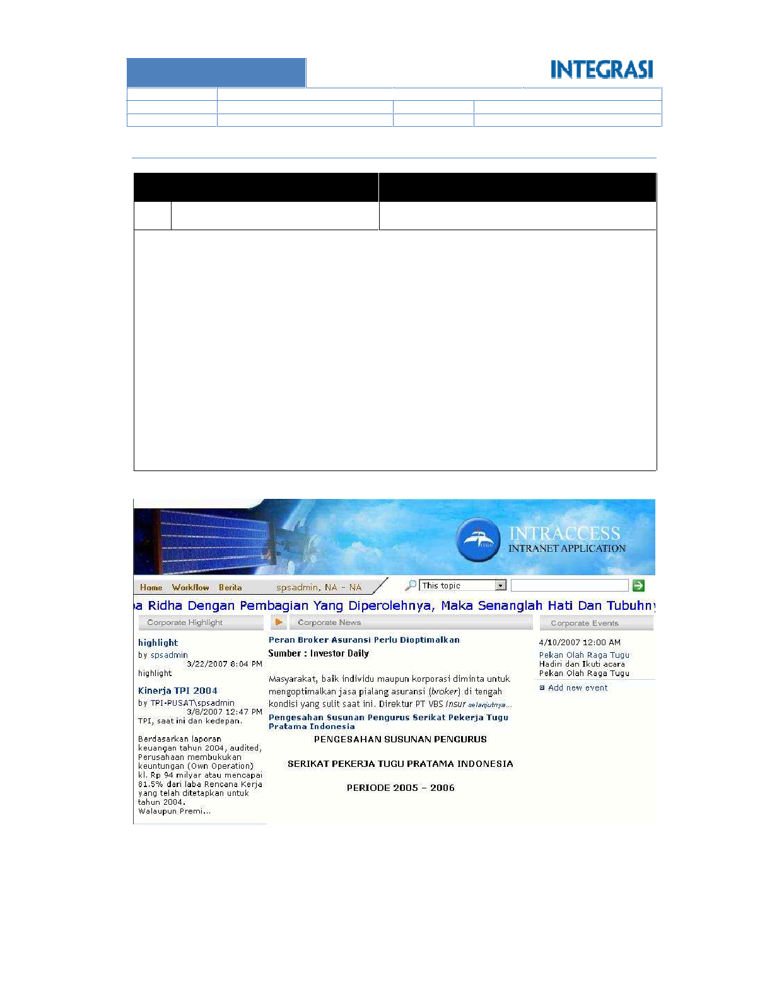 INTEGRASI
INTRACCESS
INTRANET APPLICATION
TUGU
Home Workflow Berita spsadmin, NA - NA This topic
Ridha Dengan Pembagian Yang Diperolehnya, Maka Senanglah Hati Dan
Corporate Highlight
highlight
by spsadmin
3/22/2007 8:04 PM
highlight
Kinerja TPI 2004
by TPI-PUSAT\spsadmin
3/8/2007 12:47 PM
TPI, saat ini dan kedepan.
Berdasarkan laporan
keuangan tahun 2004, audited,
Perusahaan membukukan
keuntungan (Own Operation)
kl. Rp 94 milyar atau mencapai
81.5% dari laba Rencana Kerja
yang telah ditetapkan untuk
tahun 2004.
Walaupun Premi...
Corporate News
Peran Broker Asuransi Perlu Dioptimalkan
Sumber : Investor Daily
Masyarakat, baik individu maupun korporasi diminta untuk
mengoptimalkan jasa pialang asuransi (broker) di tengah
kondisi yang sulit saat ini. Direktur PT VBS Insur selanjutnya...
Pengesahan Susunan Pengurus Serikat Pekerja Tugu
Pratama Indonesia
PENGESAHAN SUSUNAN PENGURUS
SERIKAT PEKERJA TUGU PRATAMA INDONESIA
PERIODE 2005 - 2006
Corporate Events
4/10/2007 12:00 AM
Pekan Olah Raga Tugu
Hadiri dan Ikuti acara
Pekan Olah Raga Tugu
Add new event